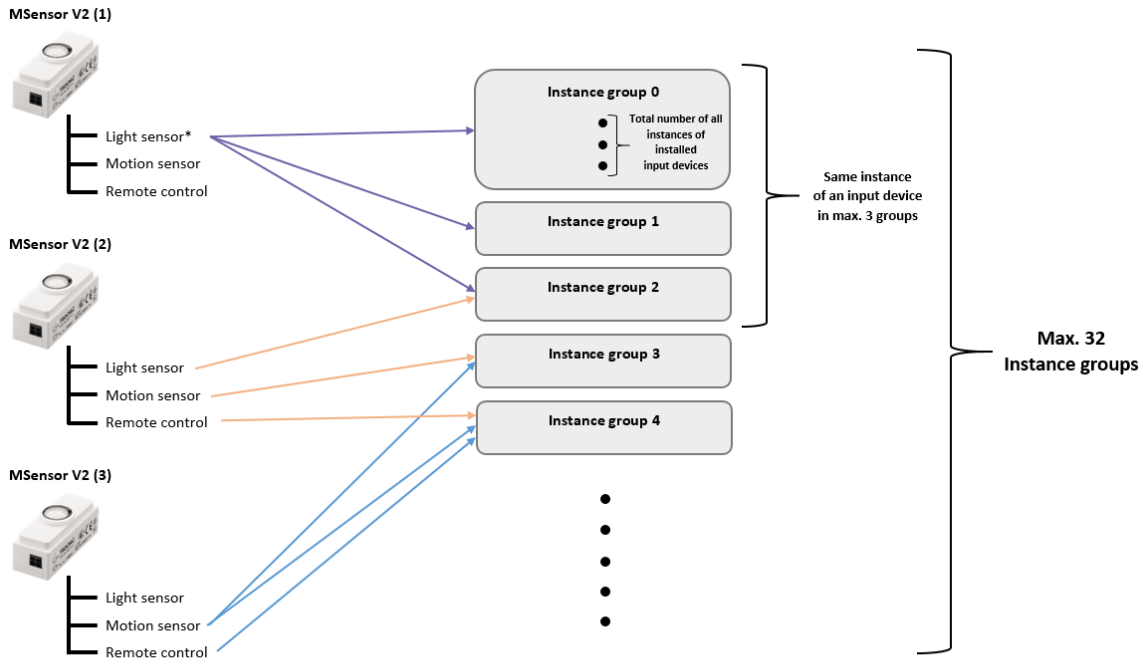 MSensor V2 (1)
Light sensor*
Motion sensor
Remote control
MSensor V2 (2)
Light sensor
Motion sensor
Remote control
MSensor V2 (3)
Light sensor
Motion sensor
Remote control
Instance group 0
Total number of all
instances of
installed
input devices
Instance group 1
Instance group 2
Instance group 3
Instance group 4
Same instance
of an input device
in max. 3 groups
Max. 32
Instance groups